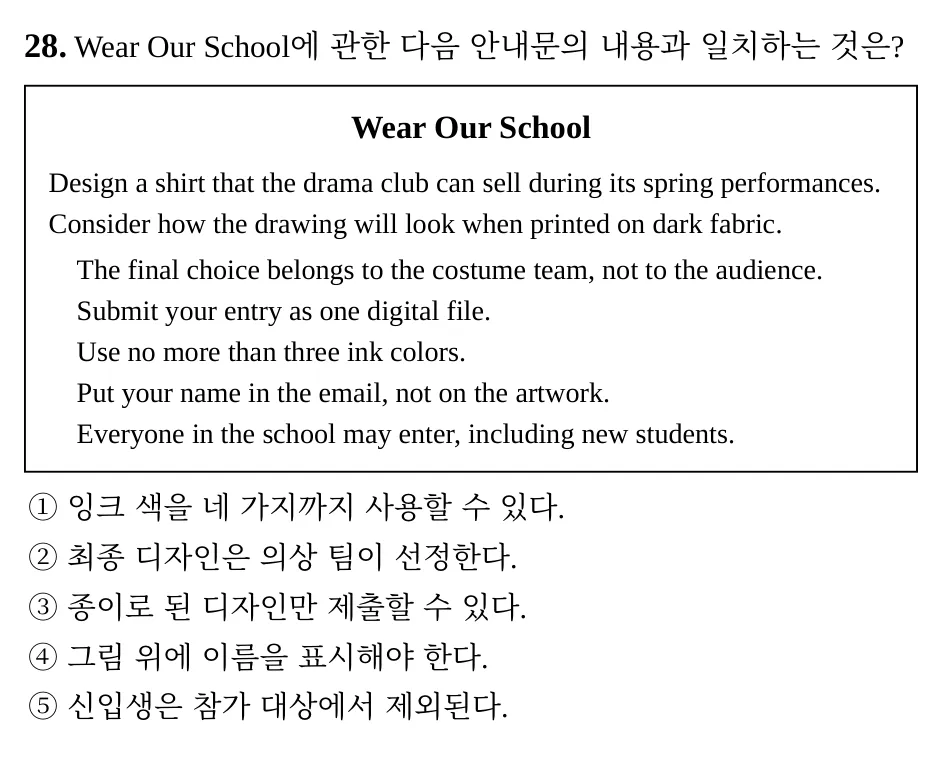 28. Wear Our School에 관한 다음 안내문의 내용과 일치하는 것은?
Wear Our School
Design a shirt that the drama club can sell during its spring performances.
Consider how the drawing will look when printed on dark fabric.
The final choice belongs to the costume team, not to the audience.
Submit your entry as one digital file.
Use no more than three ink colors.
Put your name in the email, not on the artwork.
Everyone in the school may enter, including new students.
① 잉크 색을 네 가지까지 사용할 수 있다.
② 최종 디자인은 의상 팀이 선정한다.
③ 종이로 된 디자인만 제출할 수 있다.
④ 그림 위에 이름을 표시해야 한다.
⑤ 신입생은 참가 대상에서 제외된다.